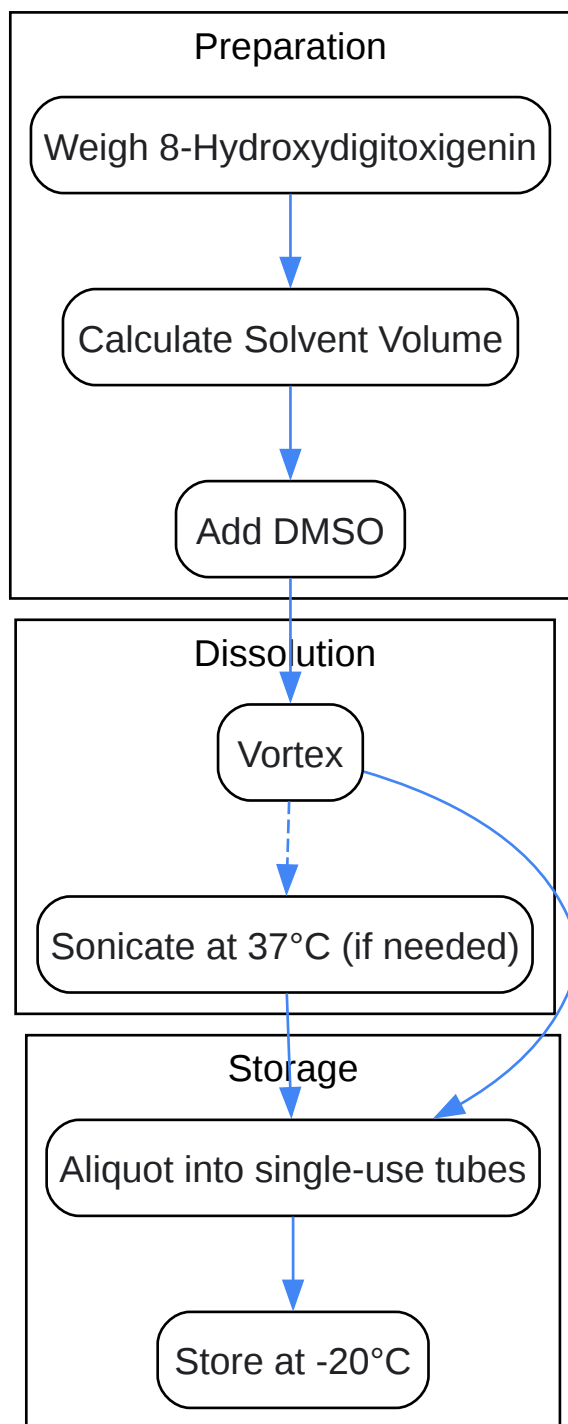 Preparation
Weigh 8-Hydroxydigitoxigenin
Calculate Solvent Volume
Add DMSO
Dissolution
Vortex
Sonicate at 37°C (if needed)
Storage
Aliquot into single-use tubes
Store at -20°C